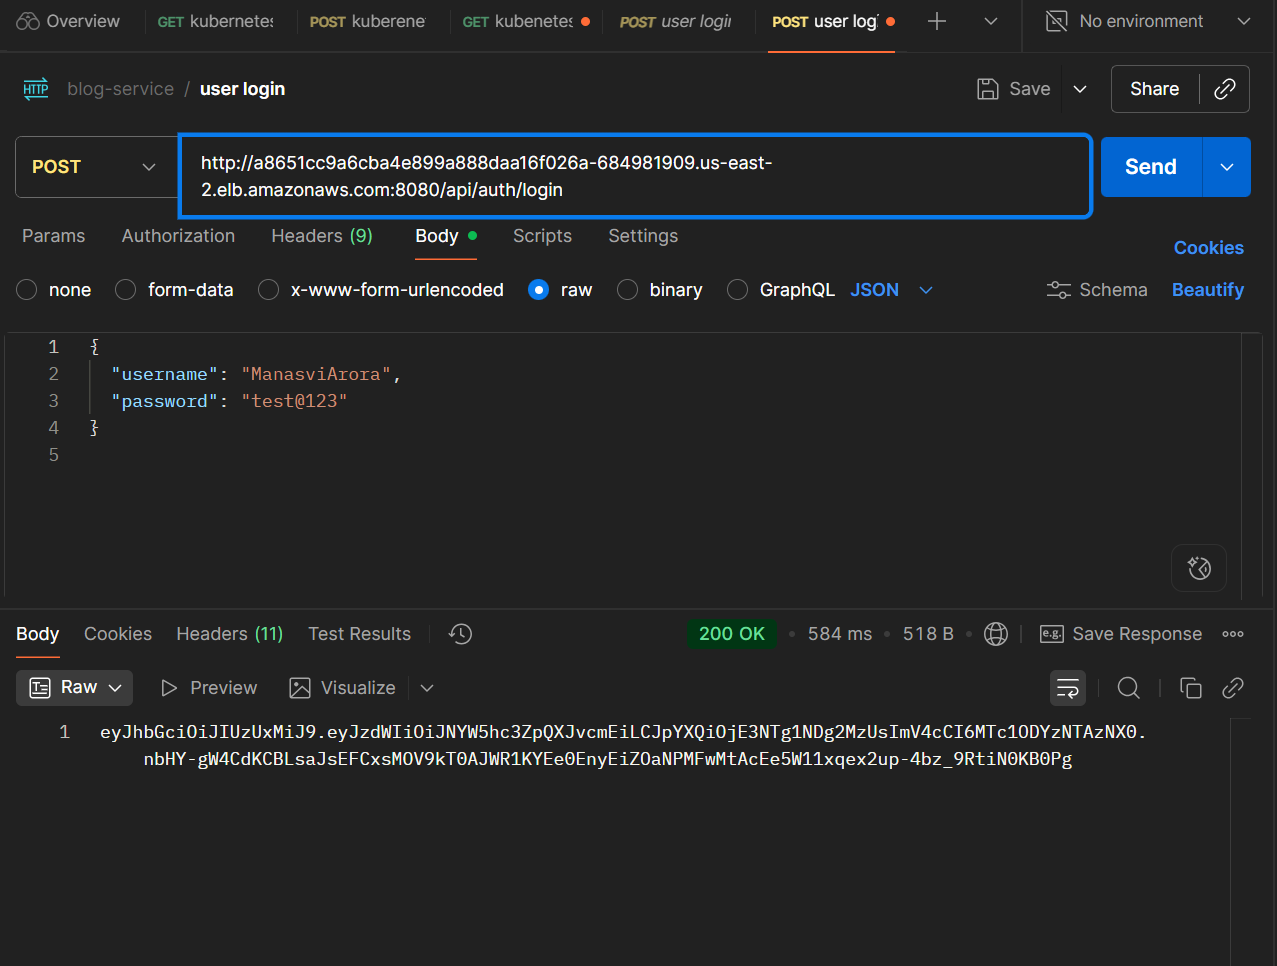 Overview GET kubernetes POST kuberene GET kubenetes POST user login POST user log No environment
HTTP blog-service / user login Save Share
POST http://a8651cc9a6cba4e899a888daa16f026a-684981909.us-east-
2.elb.amazonaws.com:8080/api/auth/login Send
Params Authorization Headers (9) Body Scripts Settings Cookies
none form-data x-www-form-urlencoded raw binary GraphQL JSON Schema Beautify
1 {
2 "username": "ManasviArora",
3 "password": "test@123"
4 }
5
Body Cookies Headers (11) Test Results 200 OK 584 ms 518 B e.g. Save Response
Raw Preview Visualize
1 eyJhbGciOiJIUzUxMiJ9.eyJzdWIiOiJNYW5hc3ZpQXJvcmEiLCJpYXQiOjE3NTg1NDg2MzUsImV4cCI6MTc1ODYzNTAzNX0.
nbHY-gW4CdKCBLsaJsEFCxsMOV9kT0AJWR1KYEe0EnyEiZOaNPMFwMtAcEe5W11xqex2up-4bz_9RtiN0KB0Pg